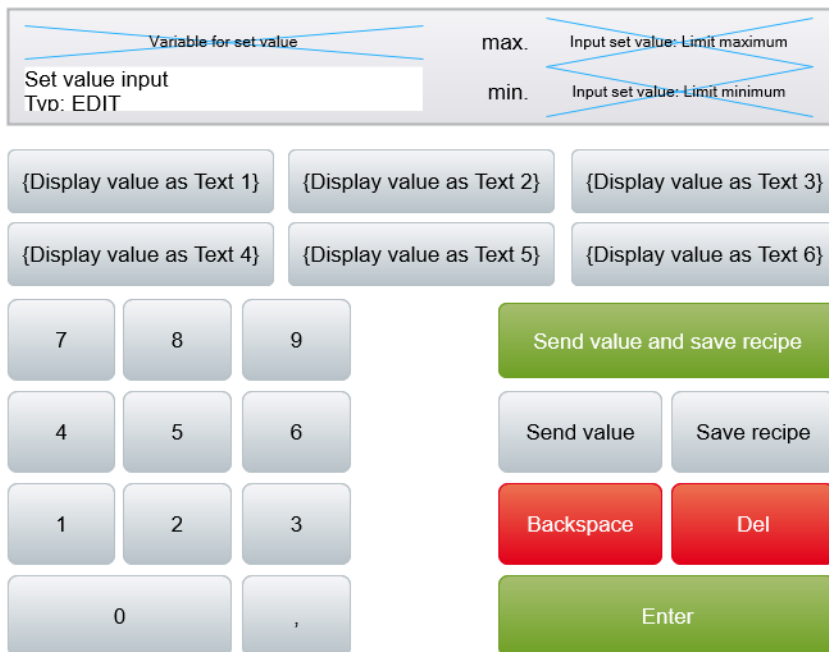 Variable for set value
max.
Input set value: Limit maximum
Set value input
Typ: EDIT
min.
Input set value: Limit minimum
{Display value as Text 1}
{Display value as Text 2}
{Display value as Text 3}
{Display value as Text 4}
{Display value as Text 5}
{Display value as Text 6}
7
8
9
Send value and save recipe
4
5
6
Send value
Save recipe
1
2
3
Backspace
Del
0
,
Enter